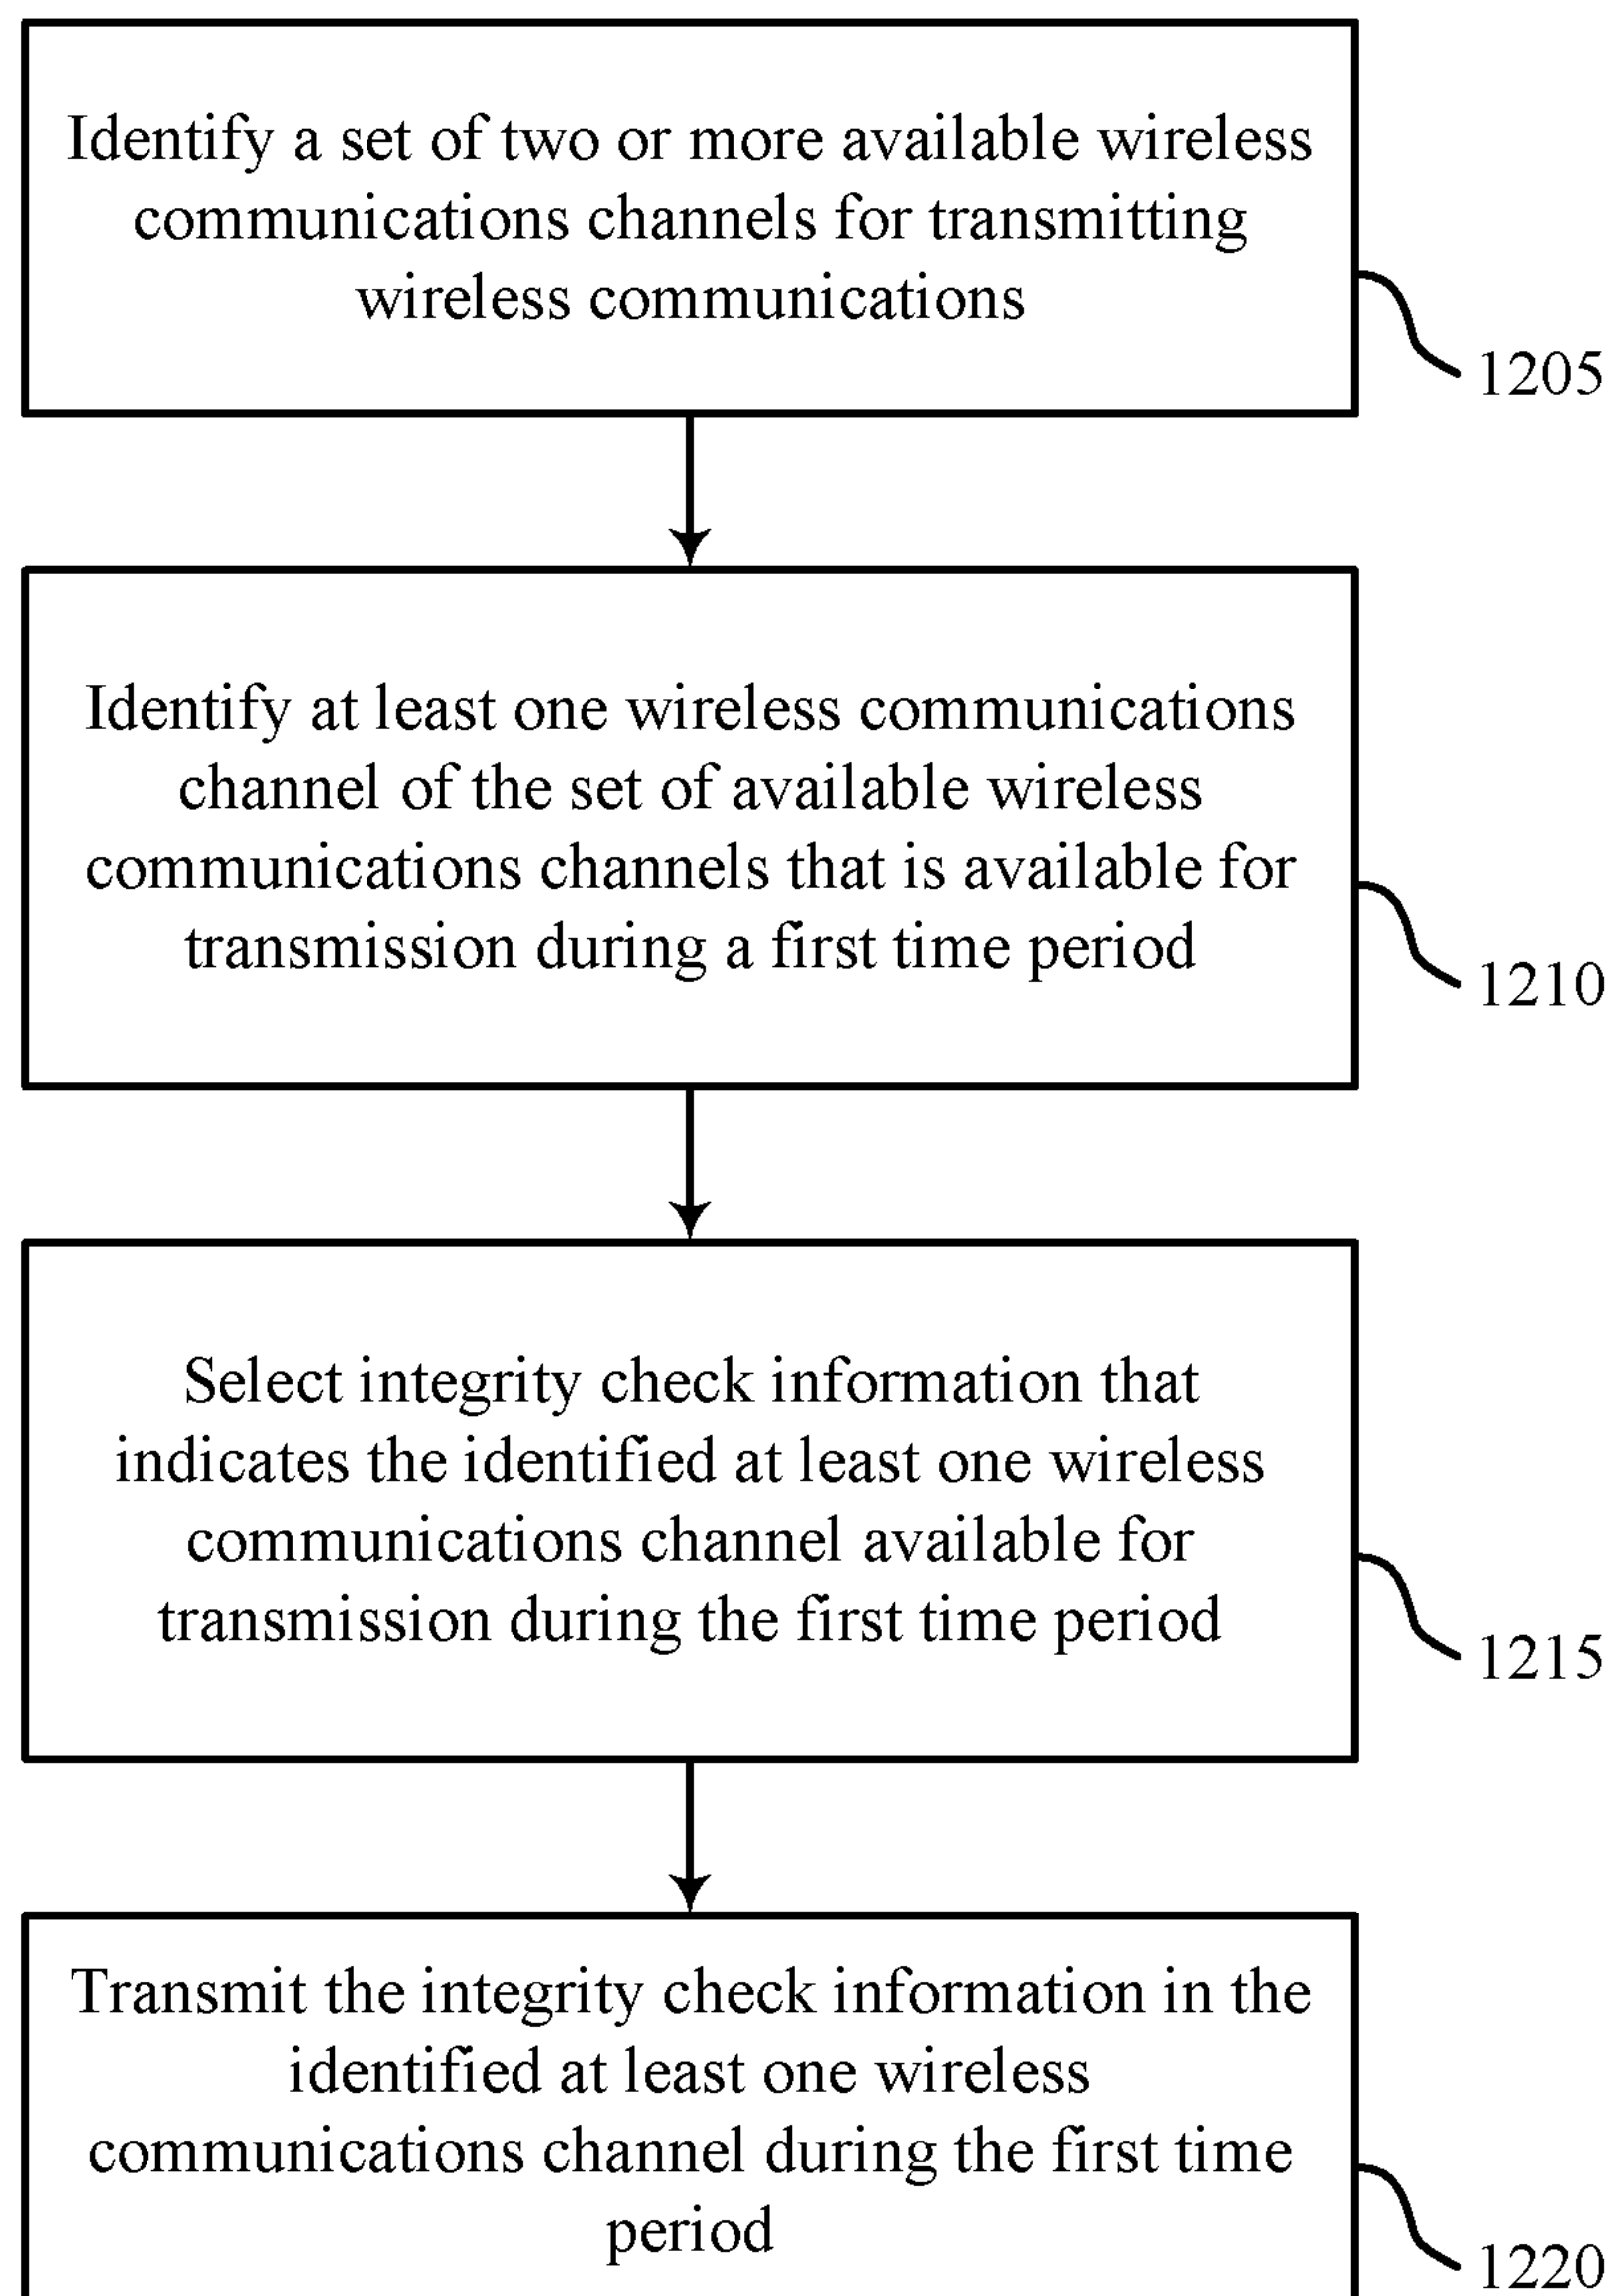 Identify a set of two or more available wireless
communications channels for transmitting
wireless communications
1205
Identify at least one wireless communications
channel of the set of available wireless
communications channels that is available for
transmission during a first time period
1210
Select integrity check information that
indicates the identified at least one wireless
communications channel available for
transmission during the first time period
1215
Transmit the integrity check information in the
identified at least one wireless
communications channel during the first time
period
1220